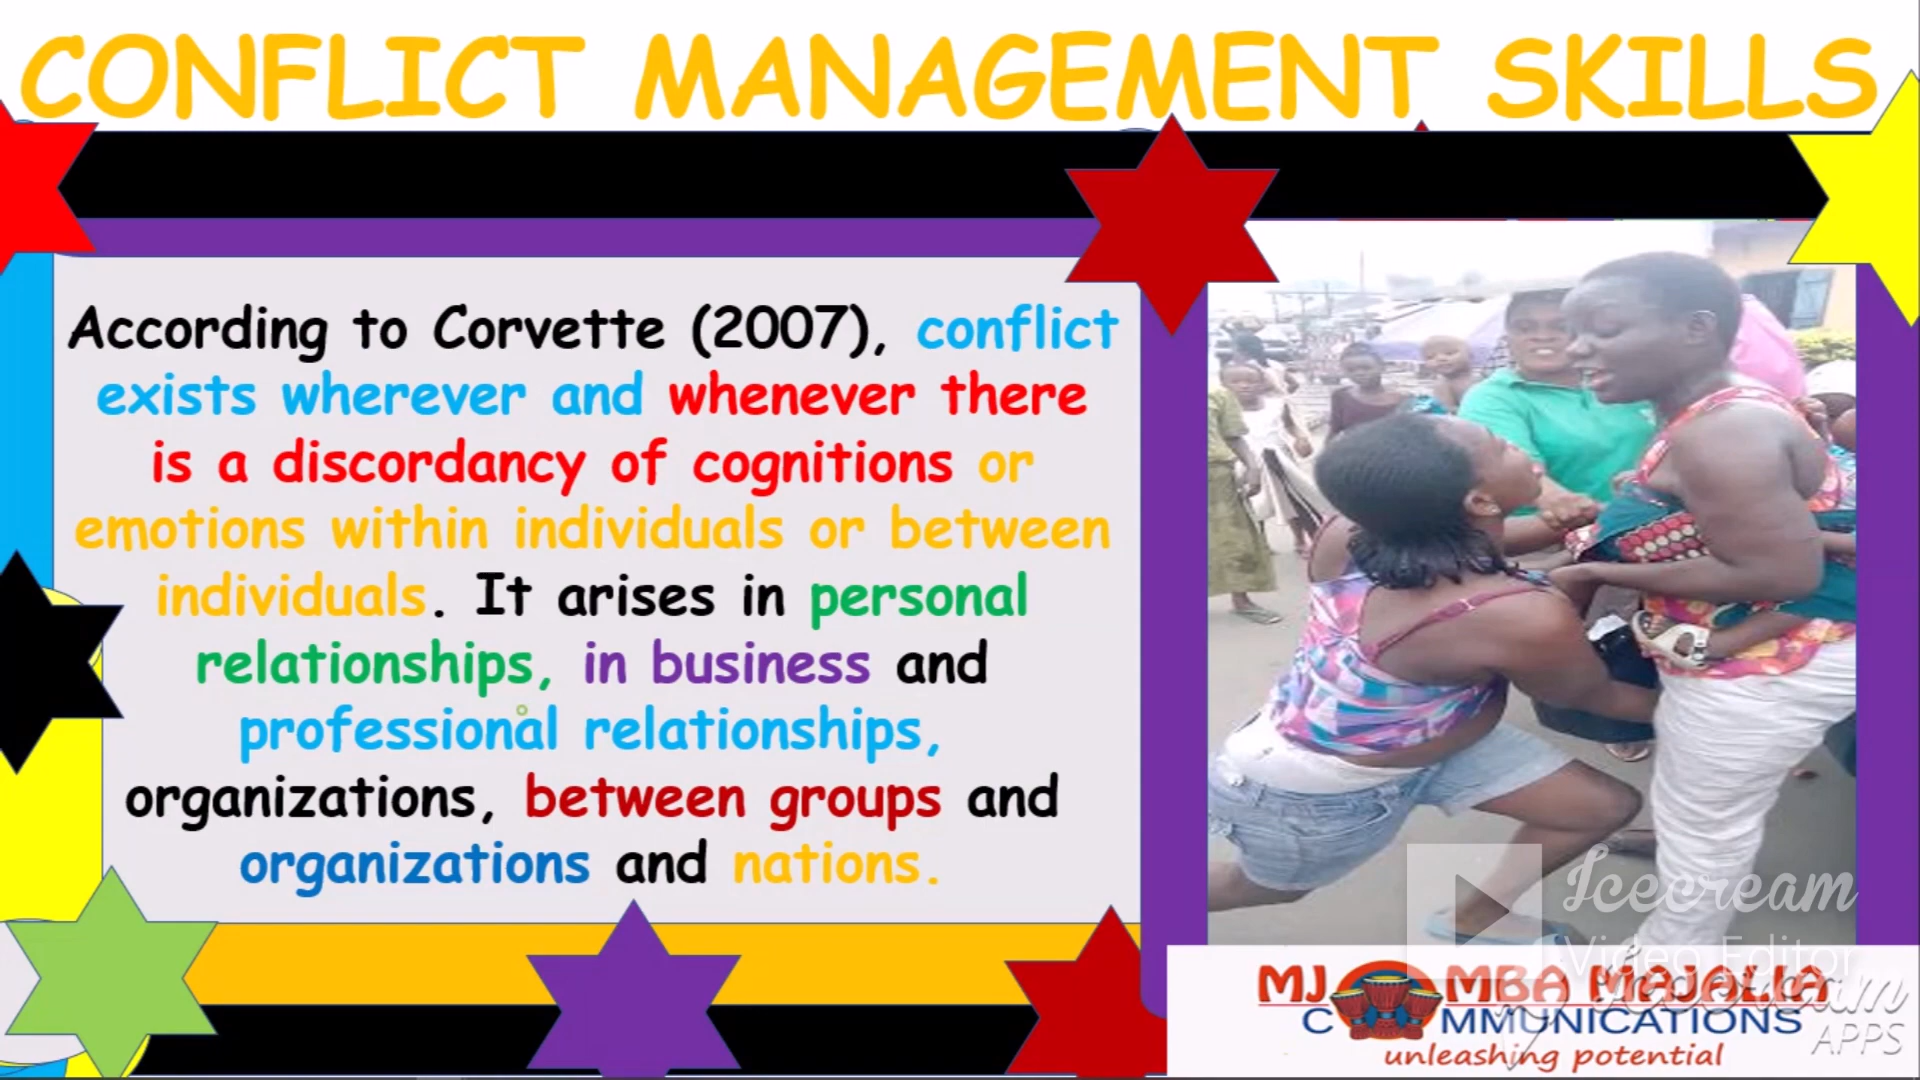 CONFLICT MANAGEMENT SKILLS
According to Corvette (2007), conflict
exists wherever and whenever there
is a discordancy of cognitions or
emotions within individuals or between
individuals. It arises in personal
relationships, in business and
professional relationships,
organizations, between groups and
organizations and nations.
Icecream
Video Editor
MJOMBA MAJALIA
COMMUNICATIONS
unleashing potential
Icecream
APPS